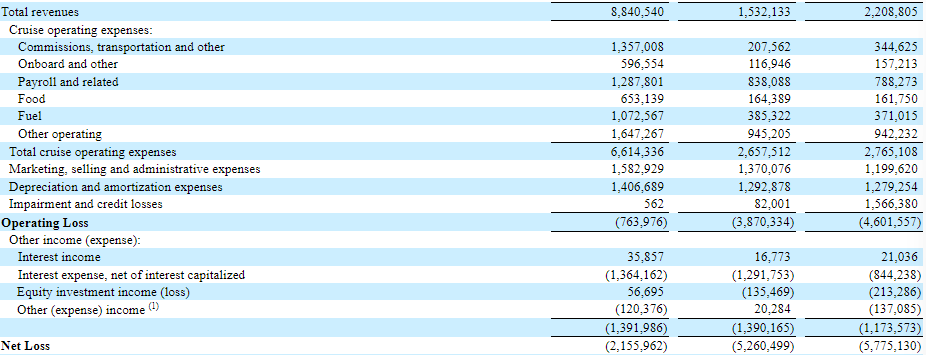 Total revenues 8,840,540 1,532,133 2,208,805
Cruise operating expenses:
Commissions, transportation and other 1,357,008 207,562 344,625
Onboard and other 596,554 116,946 157,213
Payroll and related 1,287,801 838,088 788,273
Food 653,139 164,389 161,750
Fuel 1,072,567 385,322 371,015
Other operating 1,647,267 945,205 942,232
Total cruise operating expenses 6,614,336 2,657,512 2,765,108
Marketing, selling and administrative expenses 1,582,929 1,370,076 1,199,620
Depreciation and amortization expenses 1,406,689 1,292,878 1,279,254
Impairment and credit losses 562 82,001 1,566,380
Operating Loss (763,976) (3,870,334) (4,601,557)
Other income (expense):
Interest income 35,857 16,773 21,036
Interest expense, net of interest capitalized (1,364,162) (1,291,753) (844,238)
Equity investment income (loss) 56,695 (135,469) (213,286)
Other (expense) income (1) (120,376) 20,284 (137,085)
(1,391,986) (1,390,165) (1,173,573)
Net Loss (2,155,962) (5,260,499) (5,775,130)